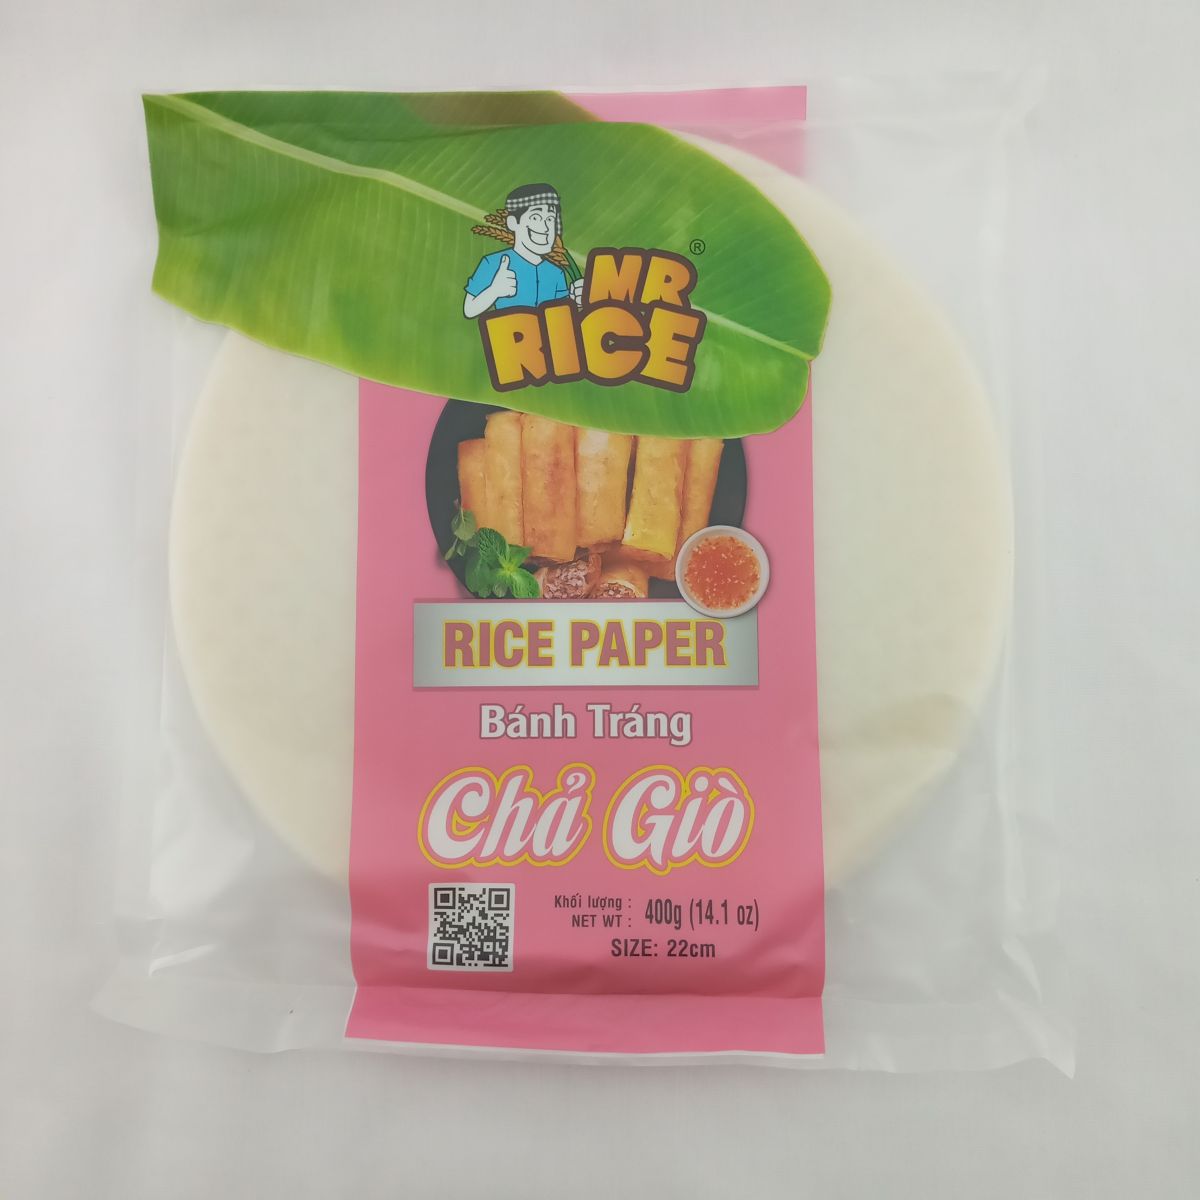 MR
RICE
®
RICE PAPER
Bánh Tráng
Chả Giò
Khối lượng :
NET WT : 400g (14.1 oz)
SIZE: 22cm